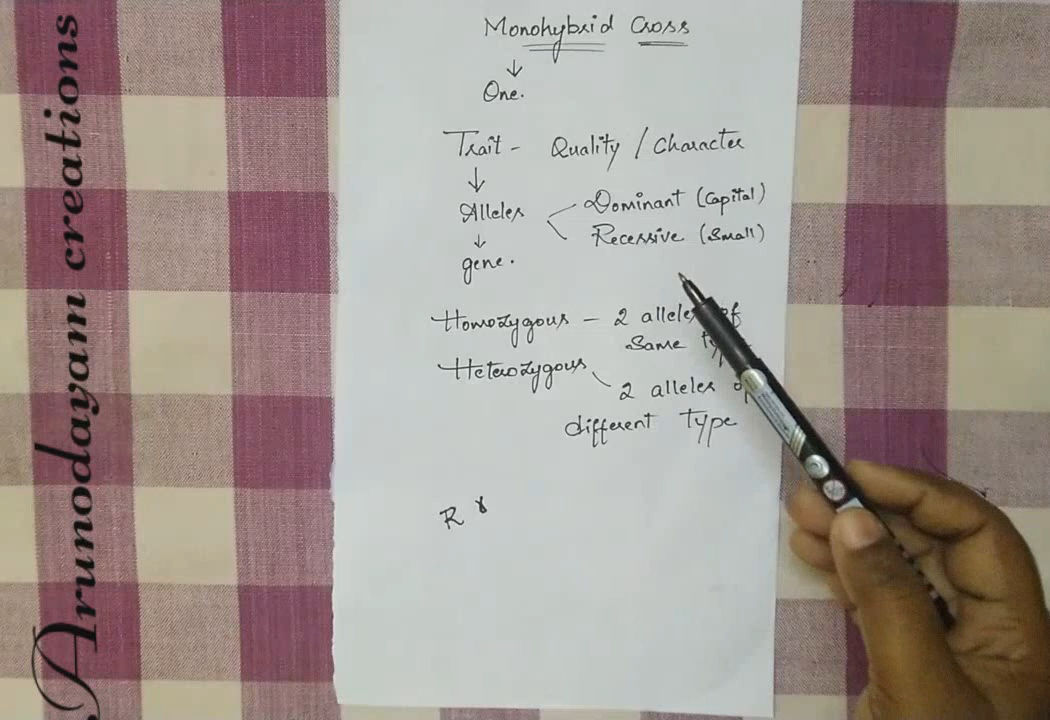 Monohybrid Cross
↓
One.
Trait - Quality / Character
↓
Alleles
Dominant (Capital)
Recessive (Small)
↓
gene.
Homozygous - 2 alleles of
Same
Heterozygous
2 alleles
different type
R r
Arunodayam creations